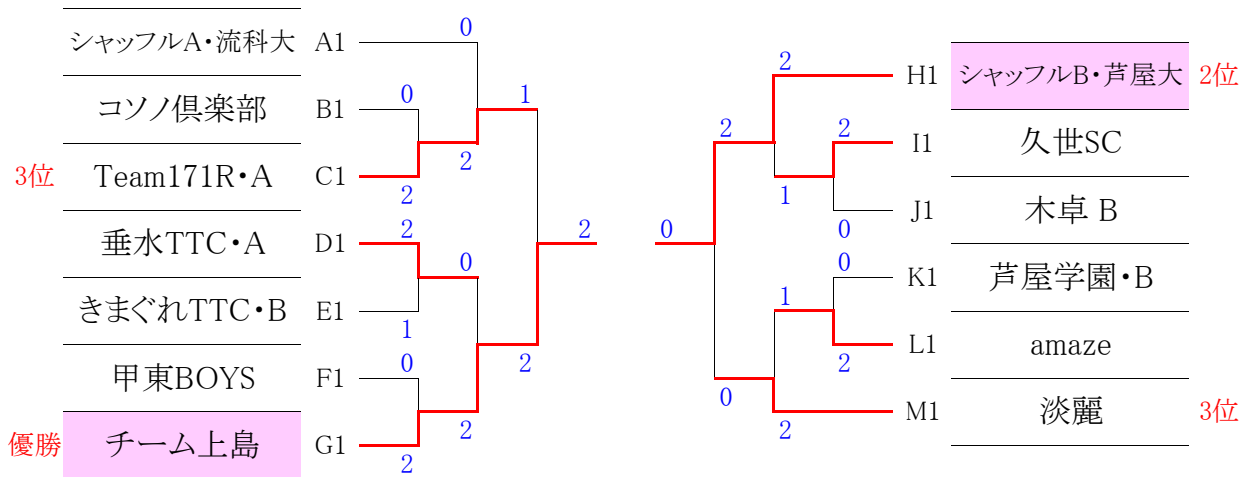 シャッフルA・流科大 A1
コソノ倶楽部 B1
3位 Team171R・A C1
垂水TTC・A D1
きまぐれTTC・B E1
甲東BOYS F1
優勝 チーム上島 G1
0
0
2
2
1
2
0
1
0
2
2
2
2
0
2
2
1
2
0
0
1
2
0
2
0
H1 シャッフルB・芦屋大 2位
I1 久世SC
J1 木卓 B
K1 芦屋学園・B
L1 amaze
M1 淡麗 3位